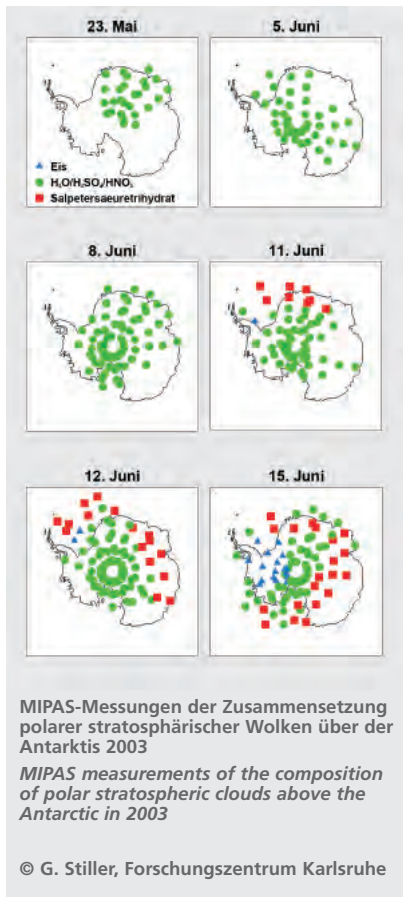 23. Mai
5. Juni
Eis
H₂O/H₂SO₄/HNO₃
Salpetersaeuretrihydrat
8. Juni
11. Juni
12. Juni
15. Juni
MIPAS-Messungen der Zusammensetzung
polarer stratosphärischer Wolken über der
Antarktis 2003
MIPAS measurements of the composition
of polar stratospheric clouds above the
Antarctic in 2003
© G. Stiller, Forschungszentrum Karlsruhe